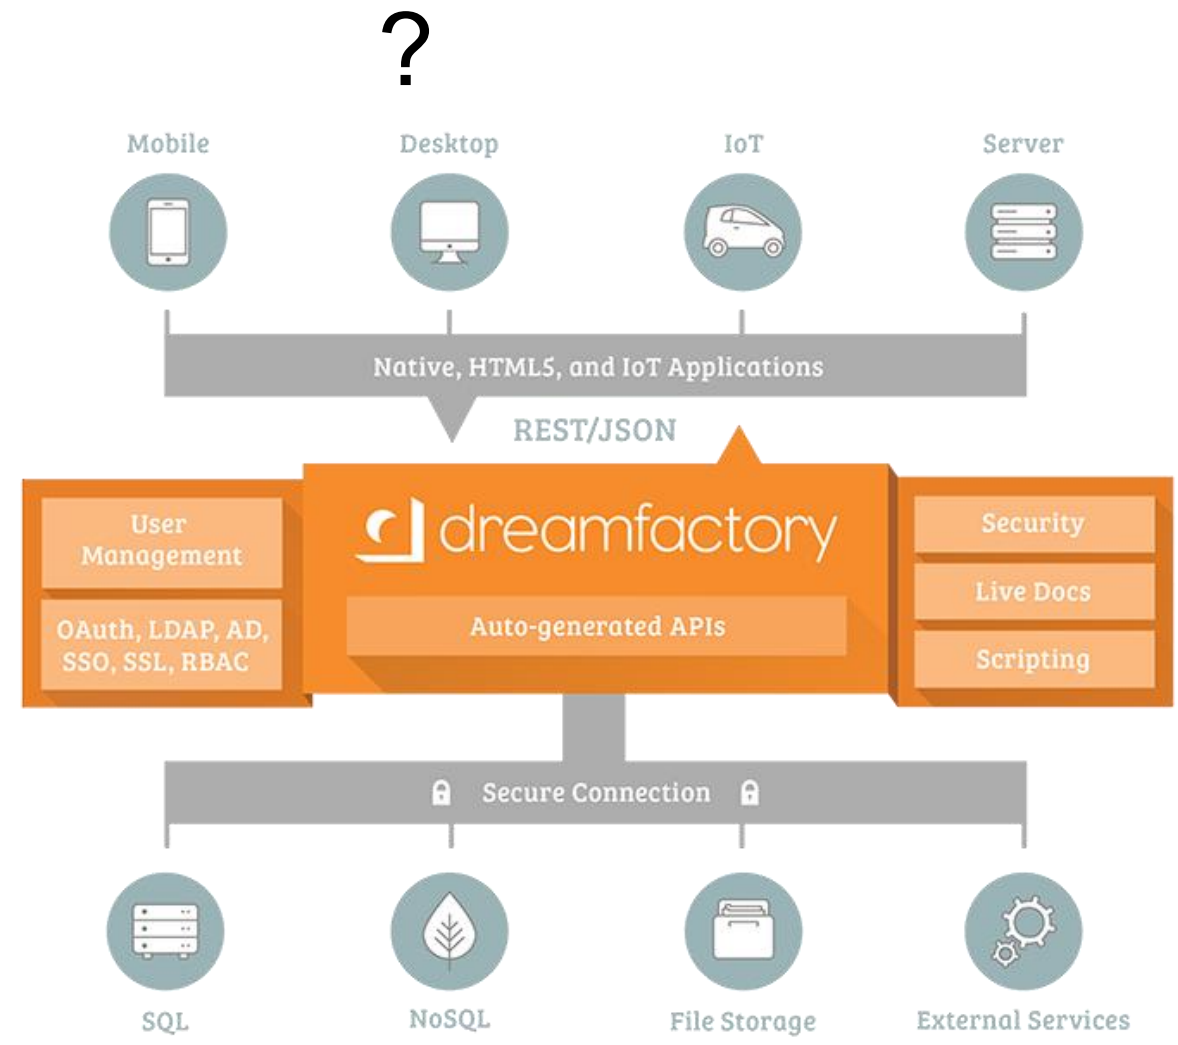 ?
Mobile
Desktop
IoT
Server
Native, HTML5, and IoT Applications
REST/JSON
User
Management
OAuth, LDAP, AD,
SSO, SSL, RBAC
dreamfactory
Auto-generated APIs
Security
Live Docs
Scripting
Secure Connection
SQL
NoSQL
File Storage
External Services